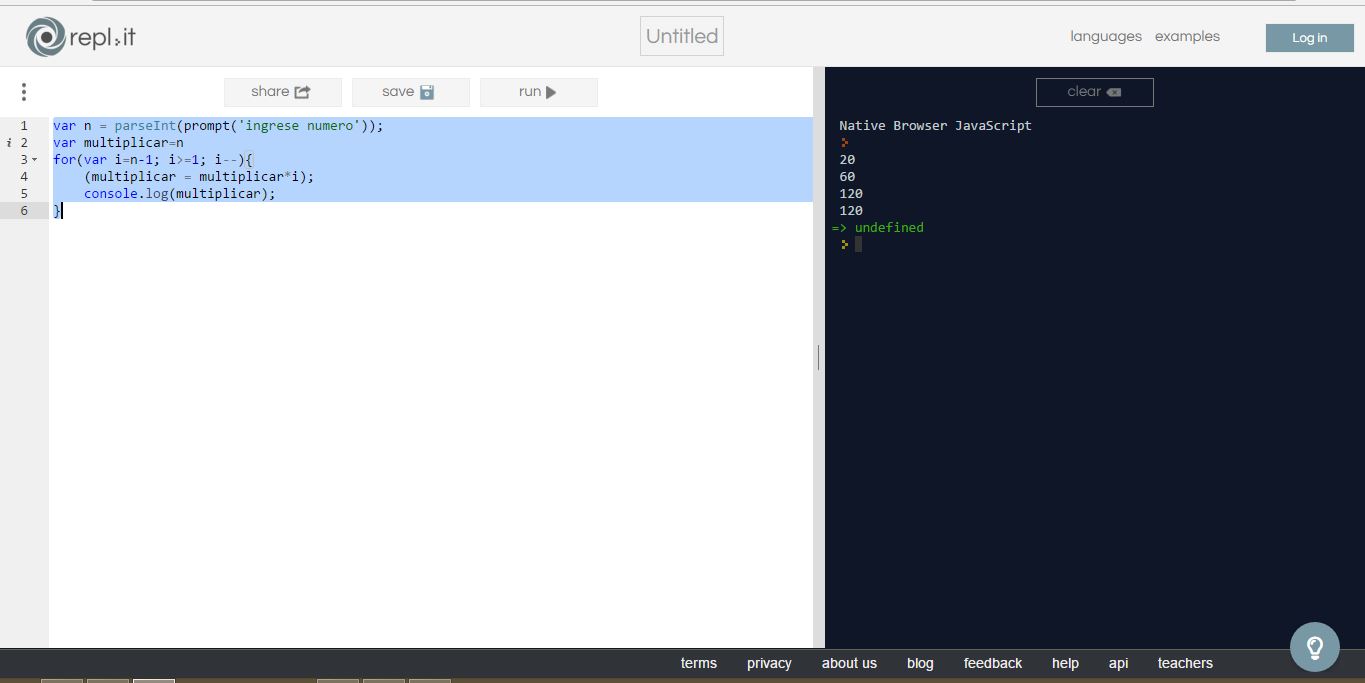 repl.it
Untitled
languages examples
Log in
share save run
clear
1 var n = parseInt(prompt('ingrese numero'));
i 2 var multiplicar=n
3 for(var i=n-1; i>=1; i--){
4 (multiplicar = multiplicar*i);
5 console.log(multiplicar);
6 }
Native Browser JavaScript
20
60
120
120
=> undefined
terms privacy about us blog feedback help api teachers